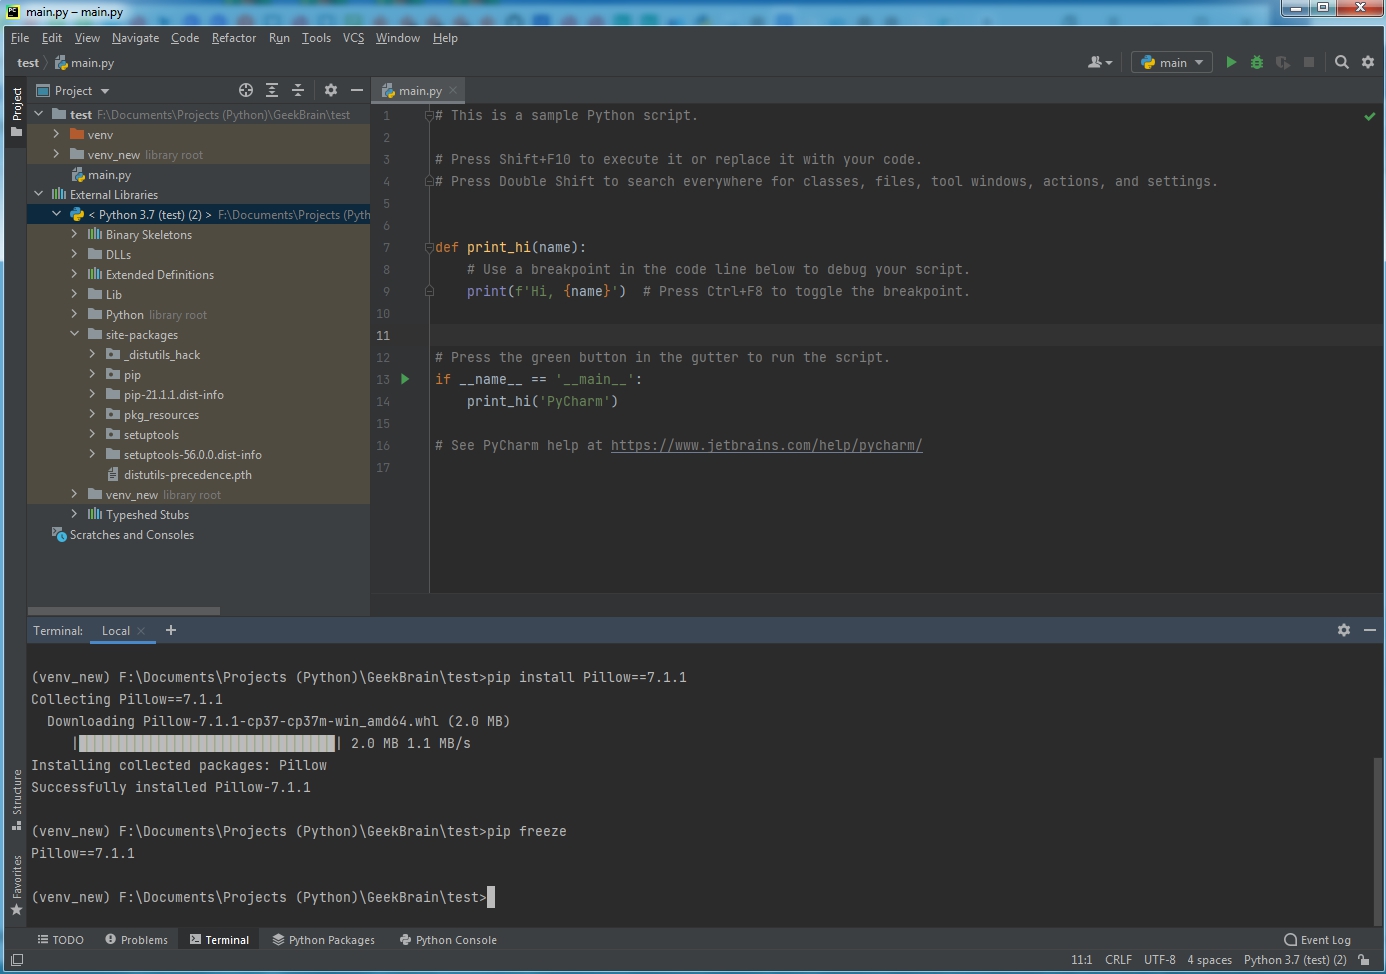 main.py – main.py
File Edit View Navigate Code Refactor Run Tools VCS Window Help
test main.py
main
Project
Project
main.py
test F:\Documents\Projects (Python)\GeekBrain\test
venv
venv_new library root
main.py
External Libraries
< Python 3.7 (test) (2) > F:\Documents\Projects (Pyth
Binary Skeletons
DLLs
Extended Definitions
Lib
Python library root
site-packages
_distutils_hack
pip
pip-21.1.1.dist-info
pkg_resources
setuptools
setuptools-56.0.0.dist-info
distutils-precedence.pth
venv_new library root
Typeshed Stubs
Scratches and Consoles
1 # This is a sample Python script.
2
3 # Press Shift+F10 to execute it or replace it with your code.
4 # Press Double Shift to search everywhere for classes, files, tool windows, actions, and settings.
5
6
7 def print_hi(name):
8 # Use a breakpoint in the code line below to debug your script.
9 print(f'Hi, {name}') # Press Ctrl+F8 to toggle the breakpoint.
10
11
12 # Press the green button in the gutter to run the script.
13 if __name__ == '__main__':
14 print_hi('PyCharm')
15
16 # See PyCharm help at https://www.jetbrains.com/help/pycharm/
17
Terminal: Local
(venv_new) F:\Documents\Projects (Python)\GeekBrain\test>pip install Pillow==7.1.1
Collecting Pillow==7.1.1
Downloading Pillow-7.1.1-cp37-cp37m-win_amd64.whl (2.0 MB)
2.0 MB 1.1 MB/s
Installing collected packages: Pillow
Successfully installed Pillow-7.1.1
(venv_new) F:\Documents\Projects (Python)\GeekBrain\test>pip freeze
Pillow==7.1.1
(venv_new) F:\Documents\Projects (Python)\GeekBrain\test>
Structure
Favorites
TODO Problems Terminal Python Packages Python Console Event Log
11:1 CRLF UTF-8 4 spaces Python 3.7 (test) (2)